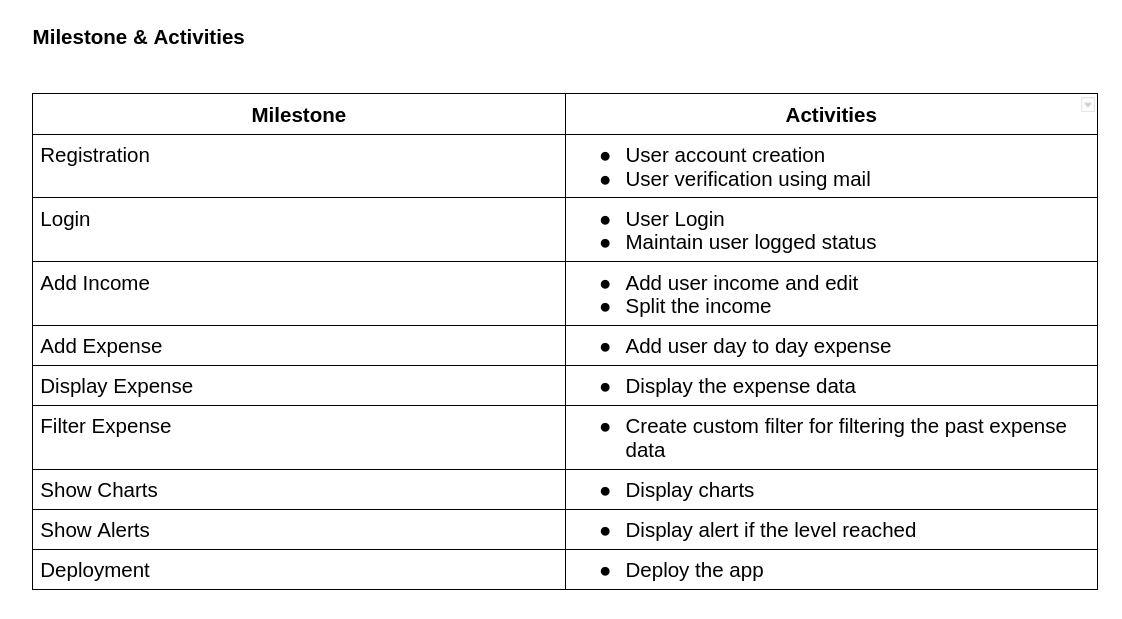 Milestone & Activities
Milestone
Activities
Registration
● User account creation
● User verification using mail
Login
● User Login
● Maintain user logged status
Add Income
● Add user income and edit
● Split the income
Add Expense
● Add user day to day expense
Display Expense
● Display the expense data
Filter Expense
● Create custom filter for filtering the past expense
data
Show Charts
● Display charts
Show Alerts
● Display alert if the level reached
Deployment
● Deploy the app